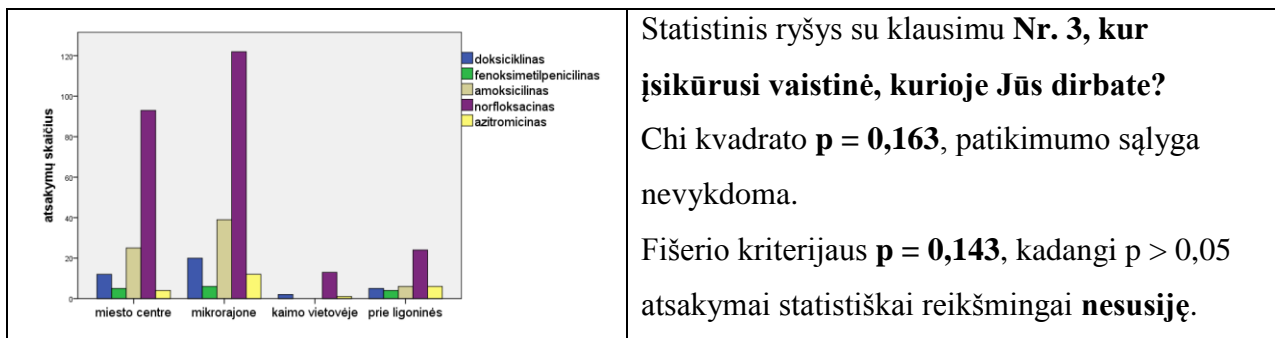 120
100
80
60
40
20
0
atsakymų skaičius
miesto centre mikrorajone kaimo vietovėje prie ligoninės
doksiciklinas
fenoksimetilpenicilinas
amoksicilinas
norfloksacinas
azitromicinas
Statistinis ryšys su klausimu Nr. 3, kur
įsikūrusi vaistinė, kurioje Jūs dirbate?
Chi kvadrato p = 0,163, patikimumo sąlyga
nevykdoma.
Fišerio kriterijaus p = 0,143, kadangi p > 0,05
atsakymai statistiškai reikšmingai nesusiję.